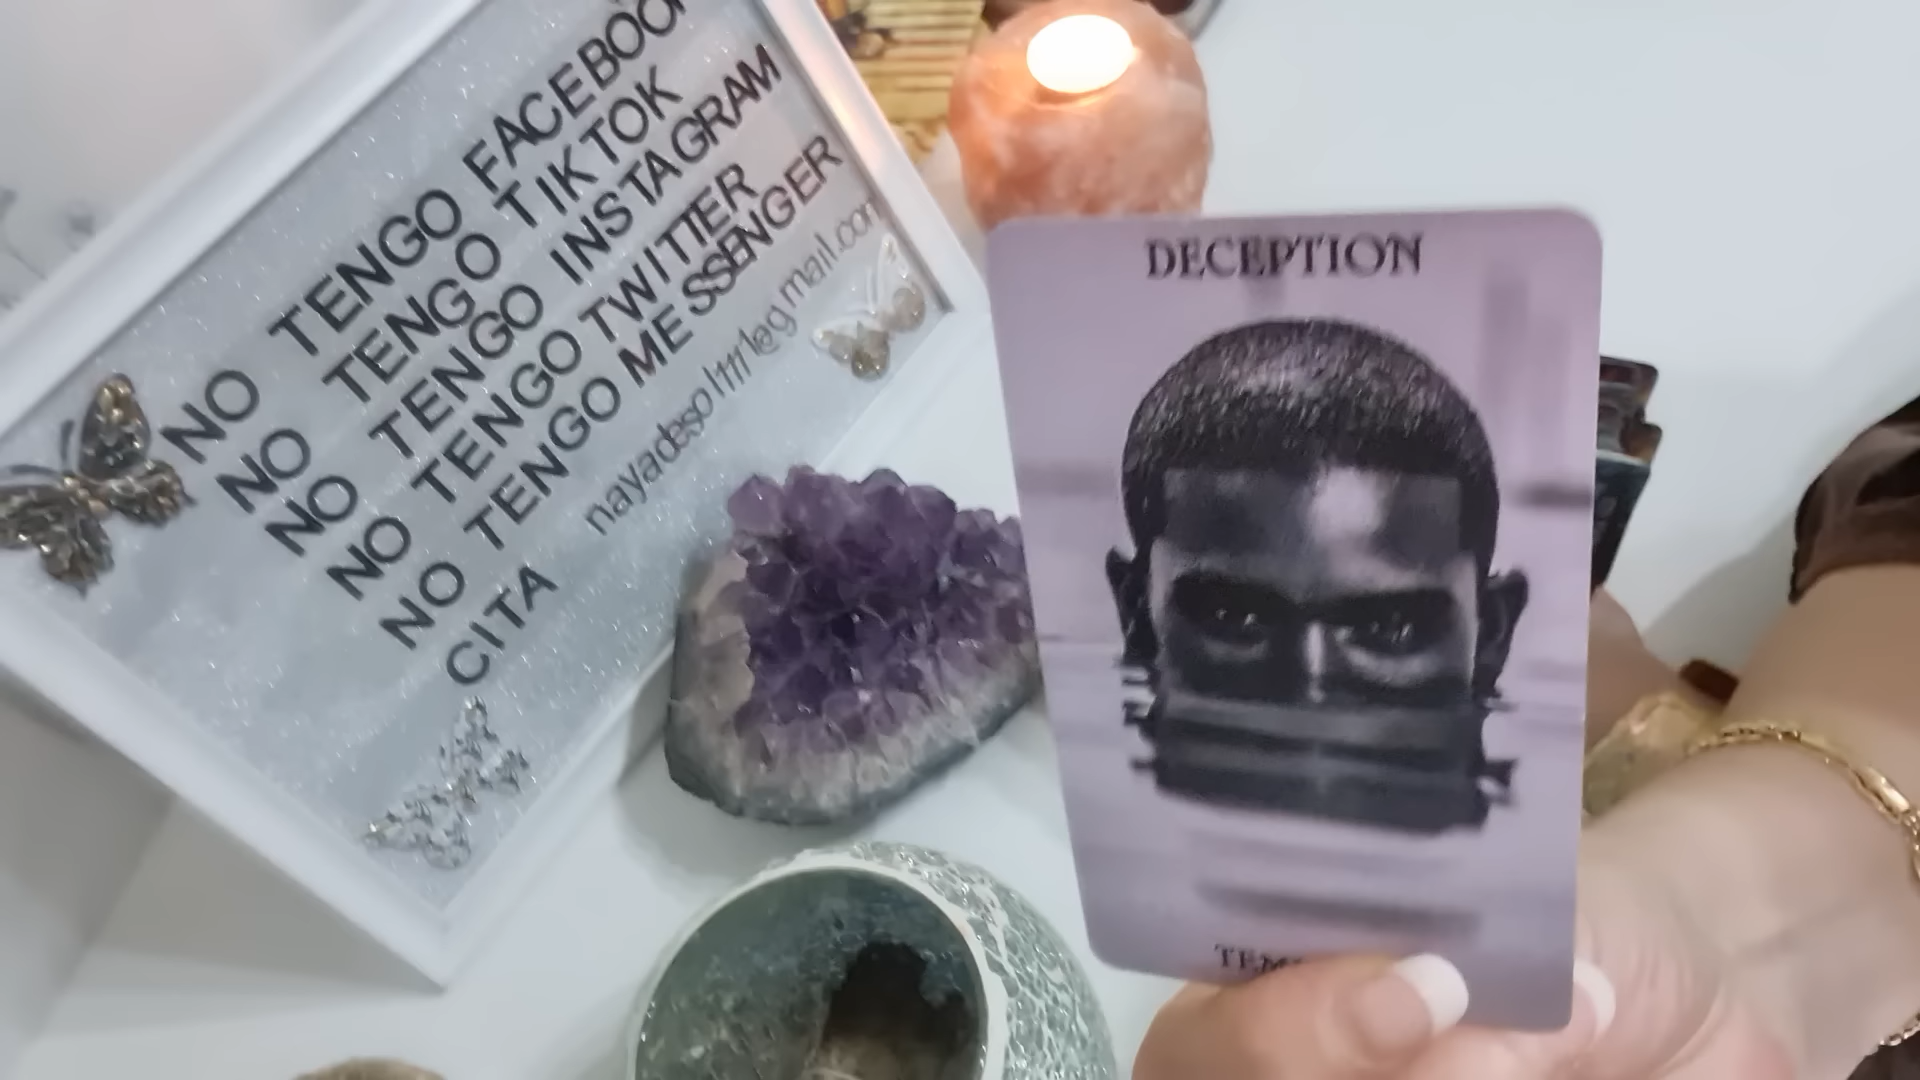 NO TENGO FACEBOOK
NO TENGO TIKTOK
NO TENGO INSTAGRAM
NO TENGO TWITTER
NO TENGO MESSENGER
CITA
DECEPTION